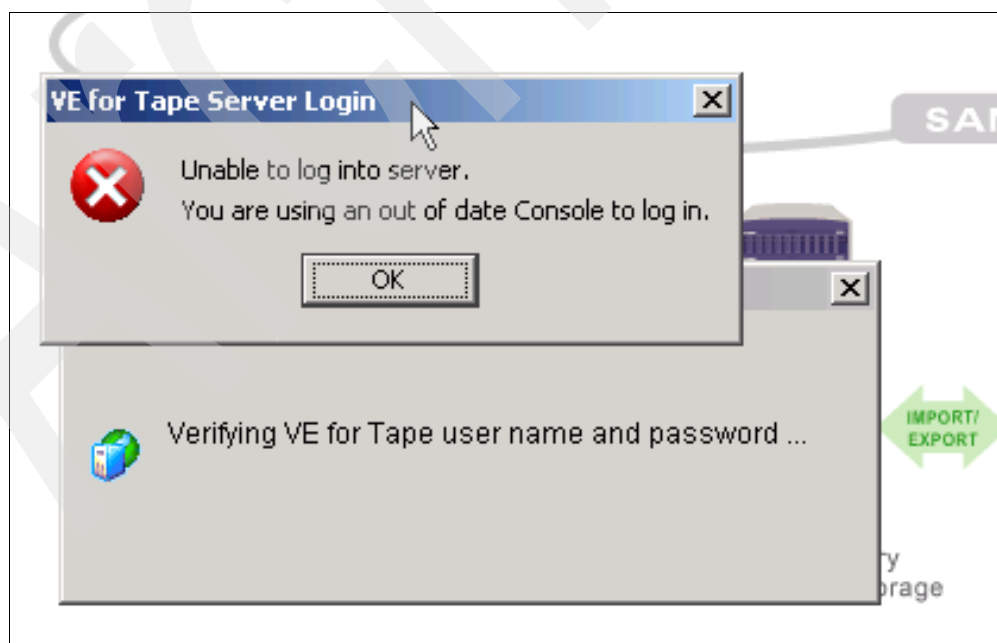 VE for Tape Server Login
Unable to log into server.
You are using an out of date Console to log in.
OK
Verifying VE for Tape user name and password ...
IMPORT/
EXPORT